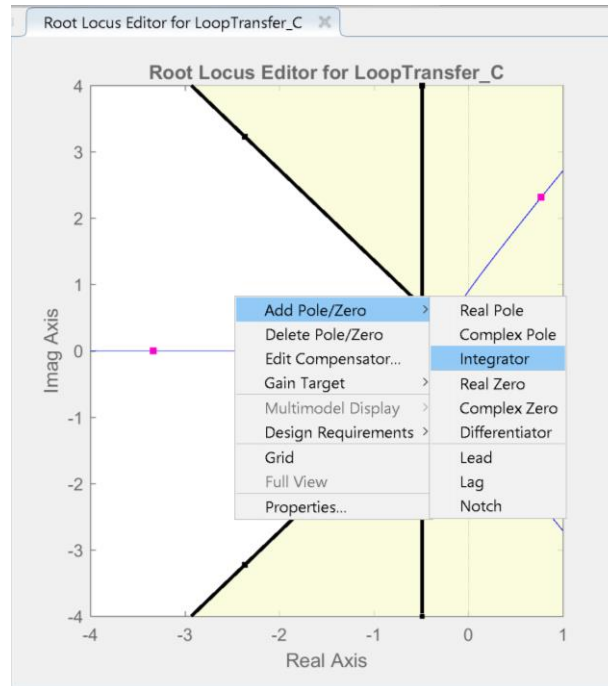 Root Locus Editor for LoopTransfer_C
Root Locus Editor for LoopTransfer_C
4
3
2
1
0
-1
-2
-3
-4
Imag Axis
Add Pole/Zero
Delete Pole/Zero
Edit Compensator...
Gain Target
Multimodel Display
Design Requirements
Grid
Full View
Properties...
Real Pole
Complex Pole
Integrator
Real Zero
Complex Zero
Differentiator
Lead
Lag
Notch
-4 -3 -2 -1 0 1
Real Axis